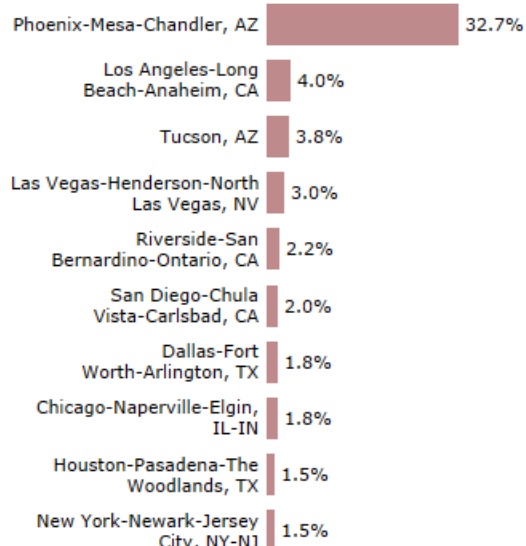 Phoenix-Mesa-Chandler, AZ 32.7%
Los Angeles-Long
Beach-Anaheim, CA 4.0%
Tucson, AZ 3.8%
Las Vegas-Henderson-North
Las Vegas, NV 3.0%
Riverside-San
Bernardino-Ontario, CA 2.2%
San Diego-Chula
Vista-Carlsbad, CA 2.0%
Dallas-Fort
Worth-Arlington, TX 1.8%
Chicago-Naperville-Elgin,
IL-IN 1.8%
Houston-Pasadena-The
Woodlands, TX 1.5%
New York-Newark-Jersey
City, NY-NJ 1.5%